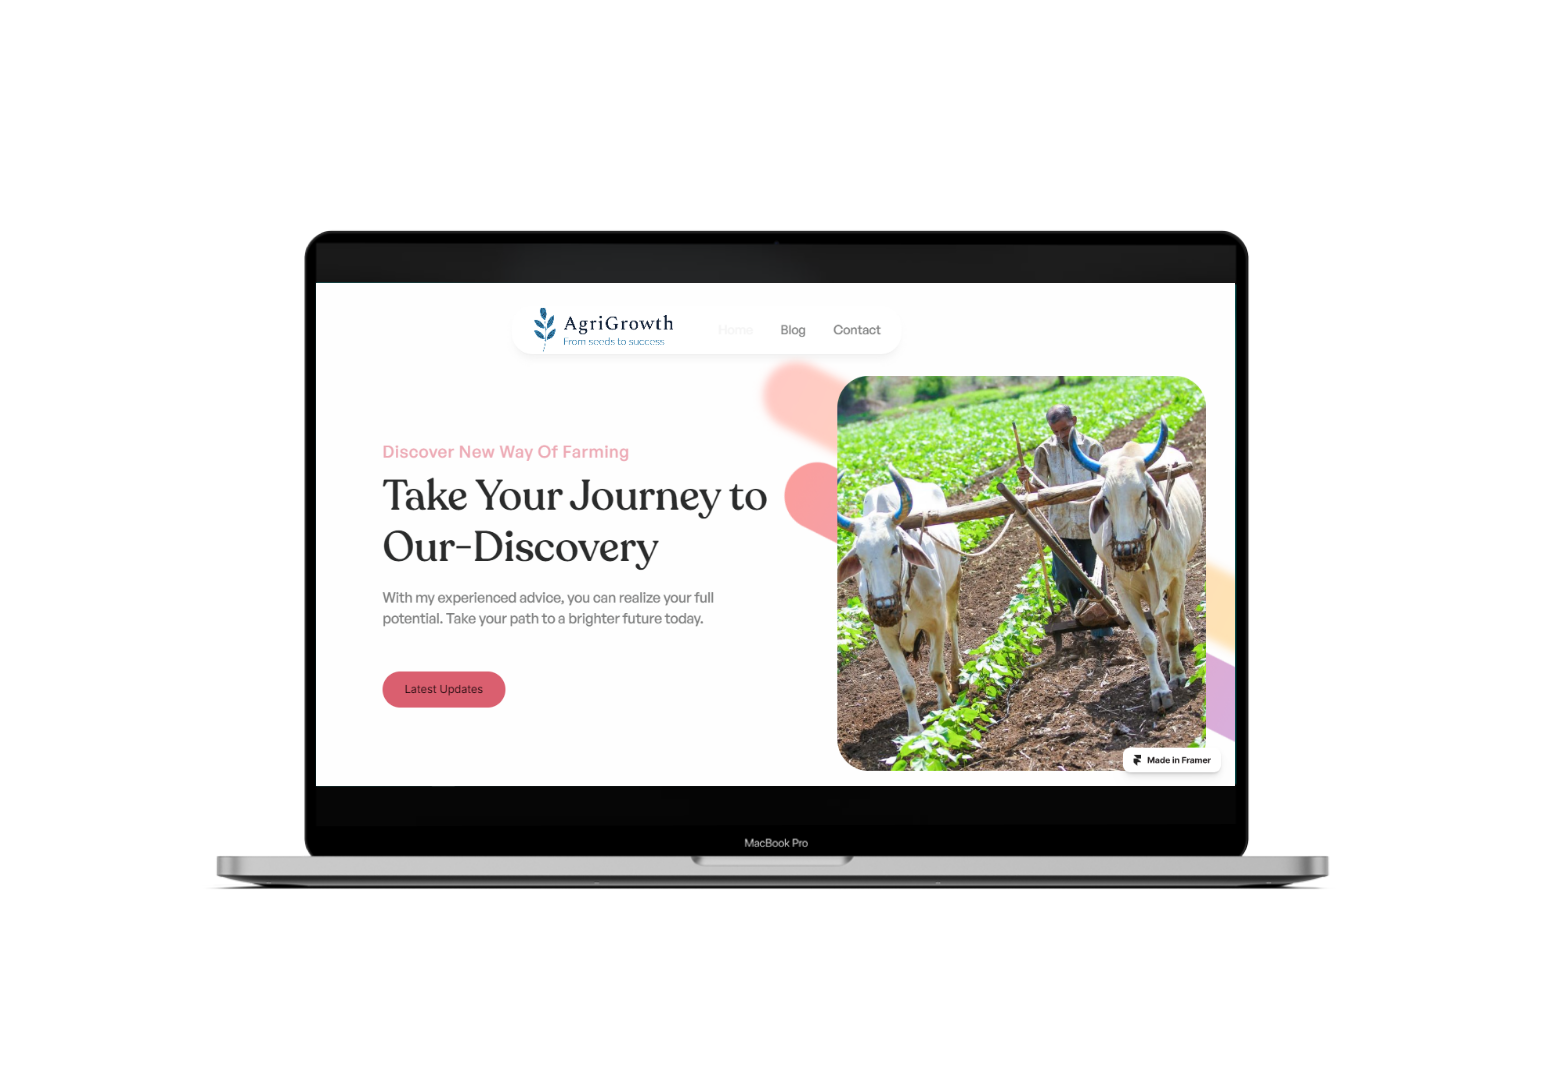 AgriGrowth
From seeds to success
Home
Blog
Contact
Discover New Way Of Farming
Take Your Journey to
Our-Discovery
With my experienced advice, you can realize your full
potential. Take your path to a brighter future today.
Latest Updates
Made in Framer
MacBook Pro